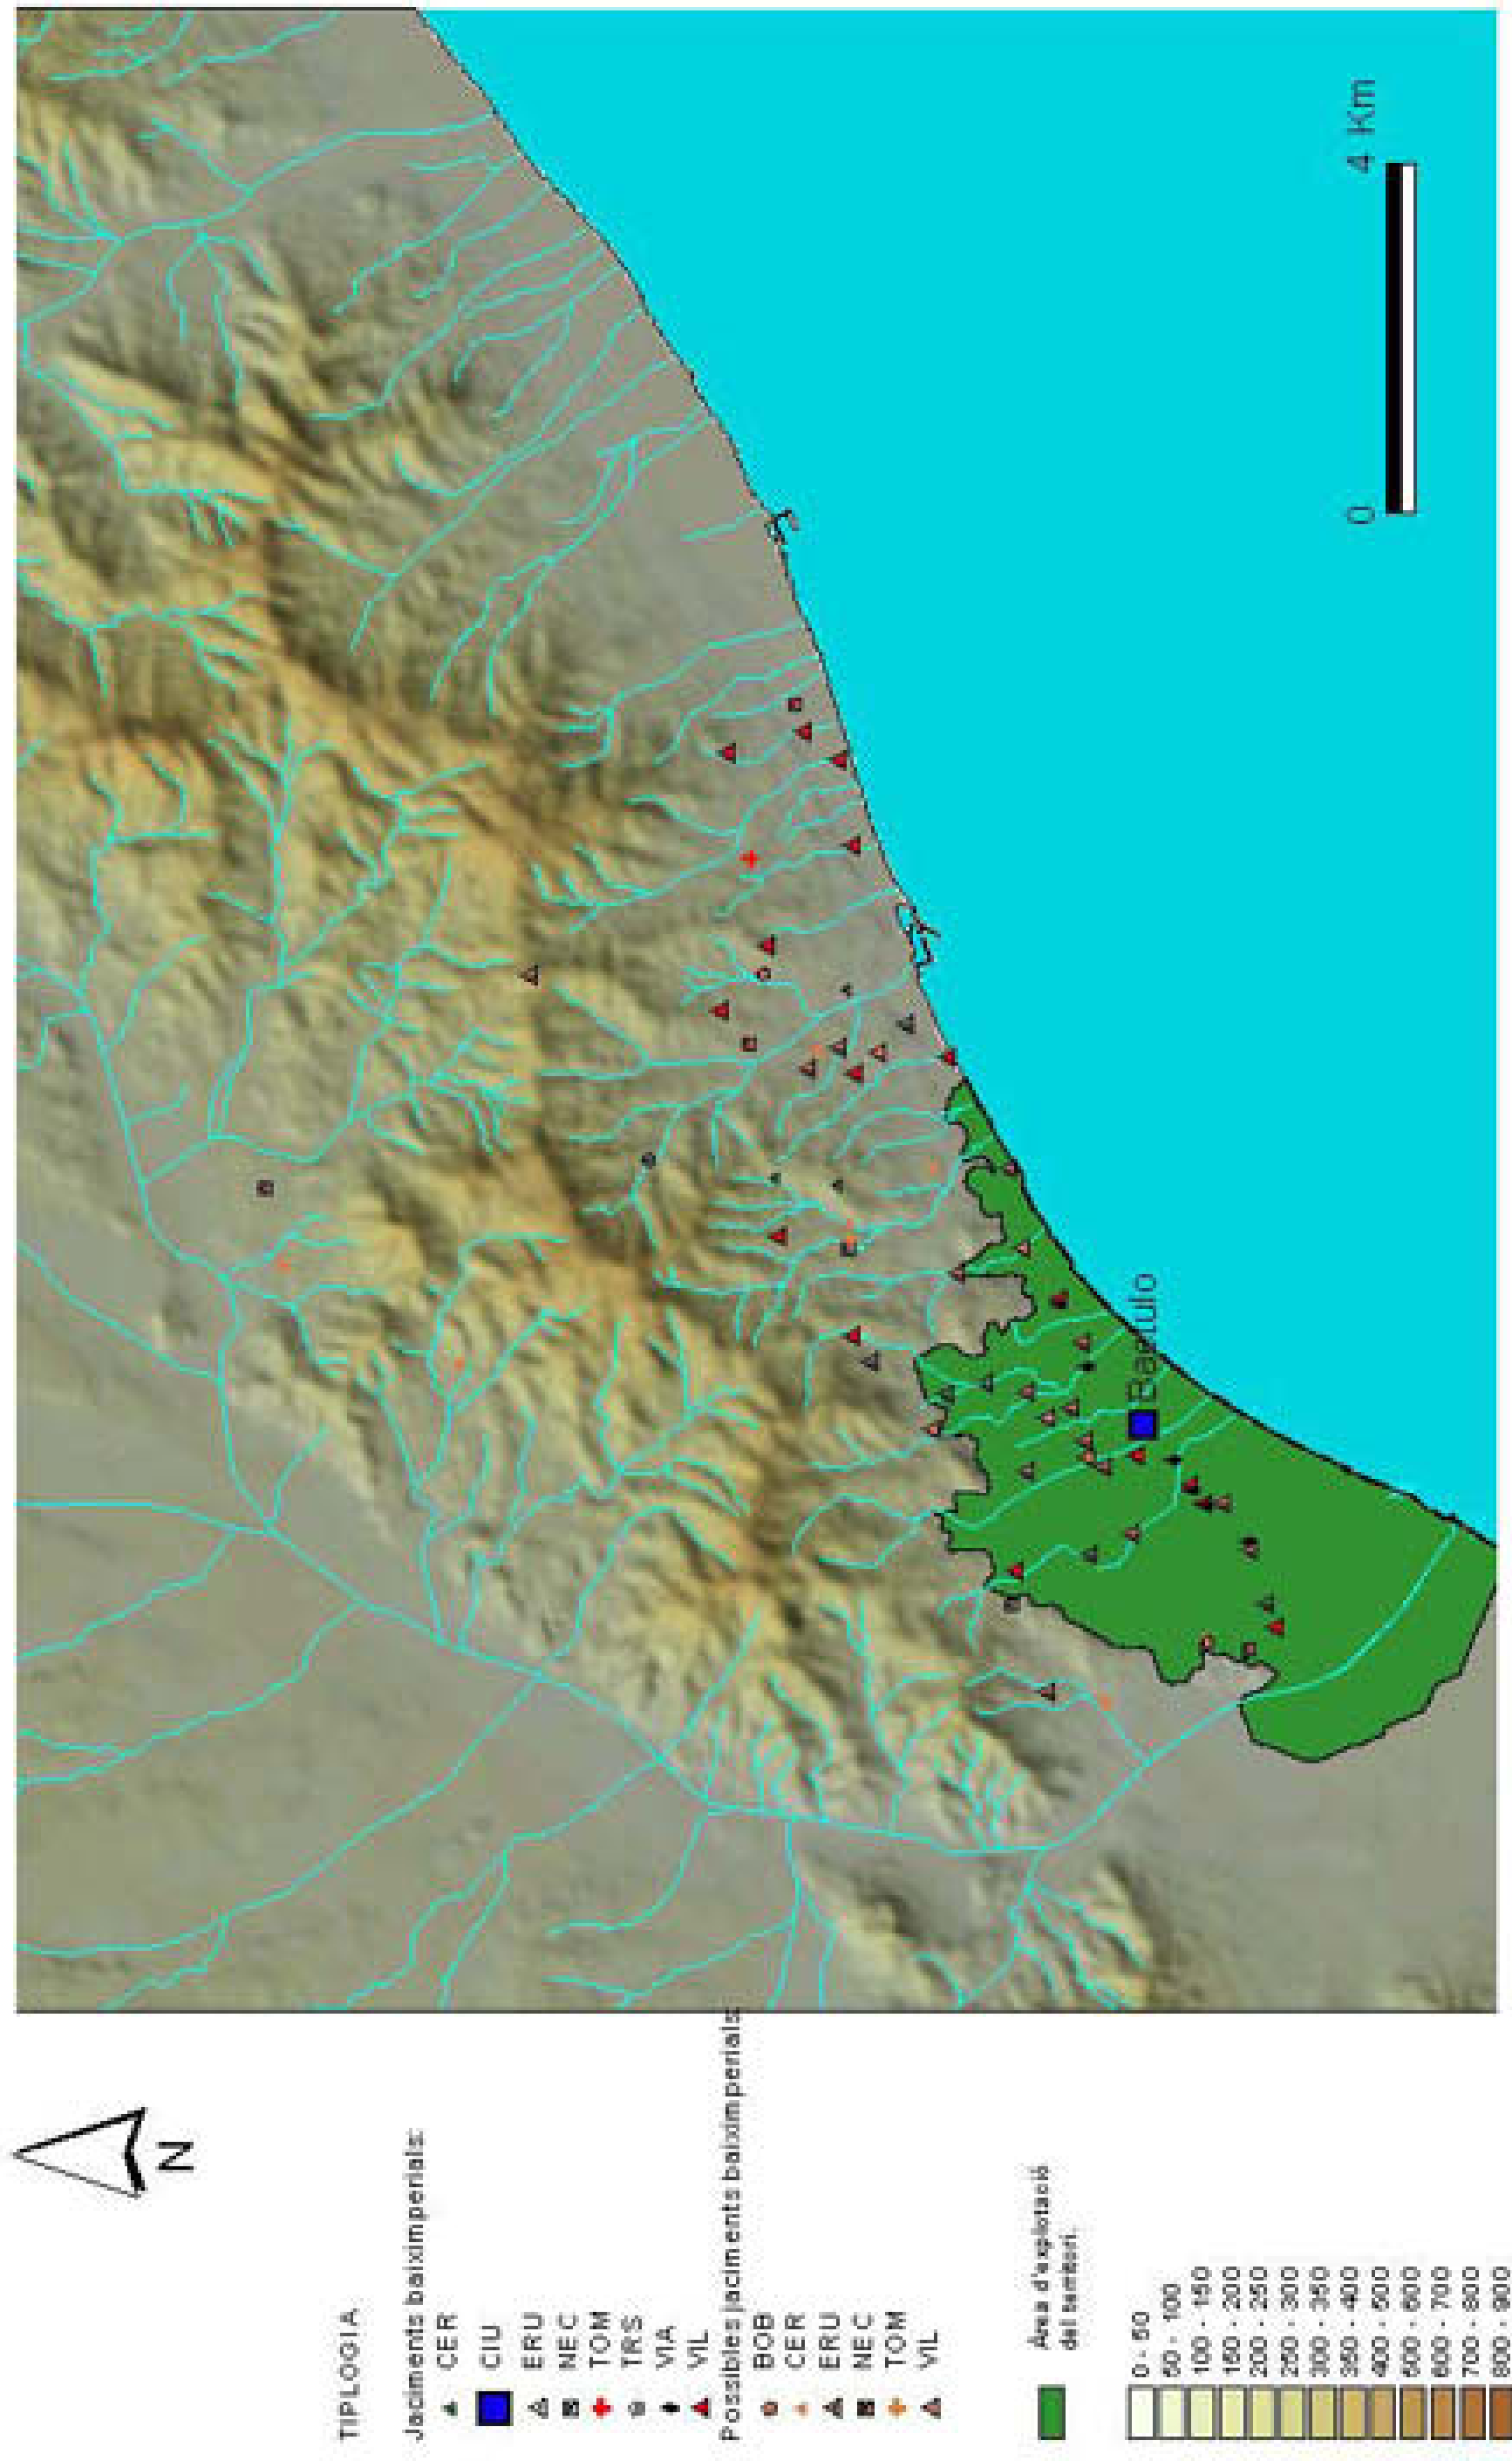 N
TIPLOGIA
Jaciments baiximperials:
CER
CIU
ERU
NEC
TOM
TRS
VIA
VIL
Possibles jaciments baiximperials:
BOB
CER
ERU
NEC
TOM
VIL
Àrea d'explotació
del territori.
0 - 50
50 - 100
100 - 150
150 - 200
200 - 250
250 - 300
300 - 350
350 - 400
400 - 500
500 - 600
600 - 700
700 - 800
800 - 900
Baetulo
0
4 Km